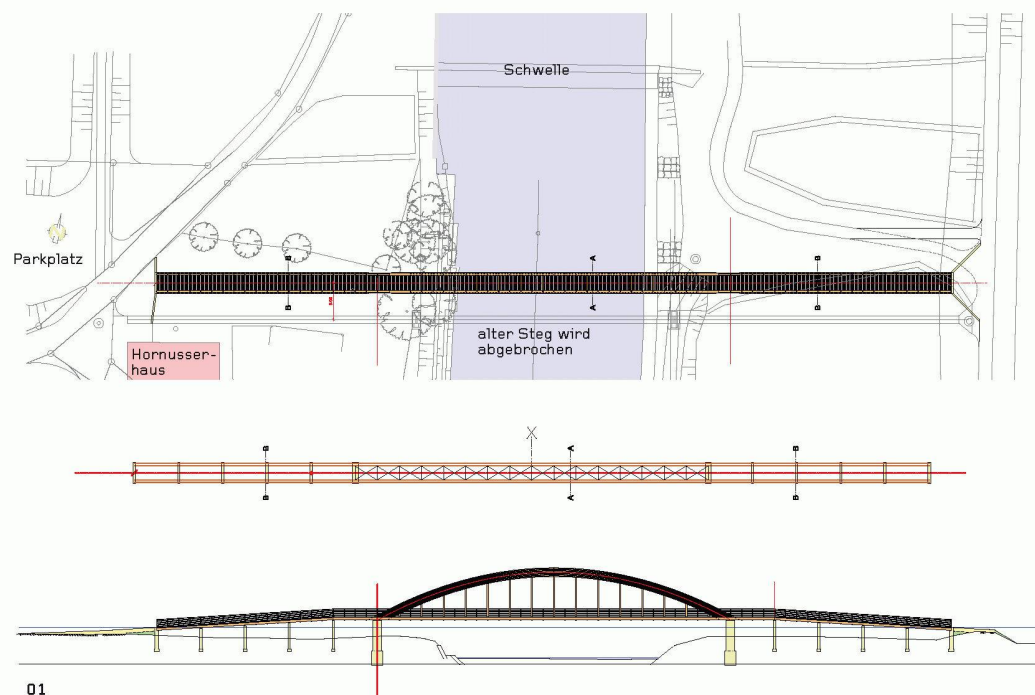 Schwelle
Parkplatz
B
A
B
B
A
B
alter Steg wird
abgebrochen
Hornusser-
haus
X
B
A
B
B
A
B
01